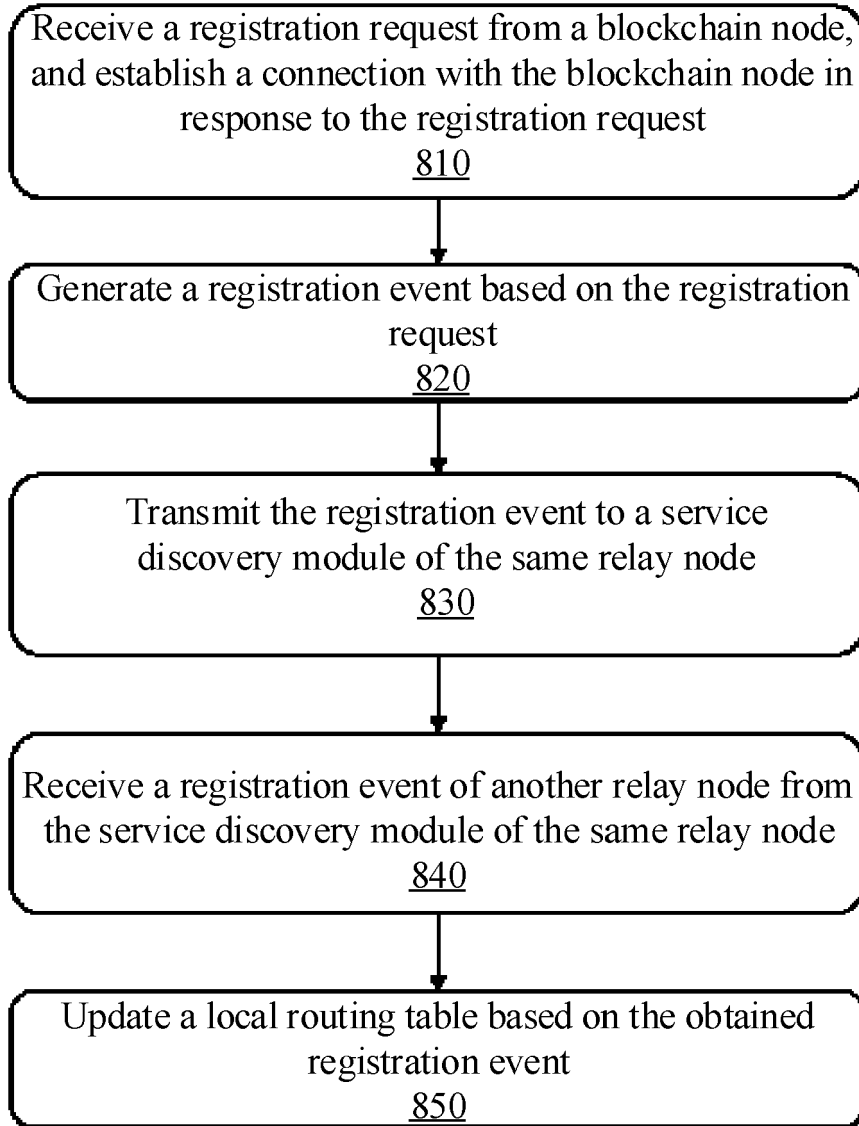 Receive a registration request from a blockchain node,
and establish a connection with the blockchain node in
response to the registration request
810
Generate a registration event based on the registration
request
820
Transmit the registration event to a service
discovery module of the same relay node
830
Receive a registration event of another relay node from
the service discovery module of the same relay node
840
Update a local routing table based on the obtained
registration event
850